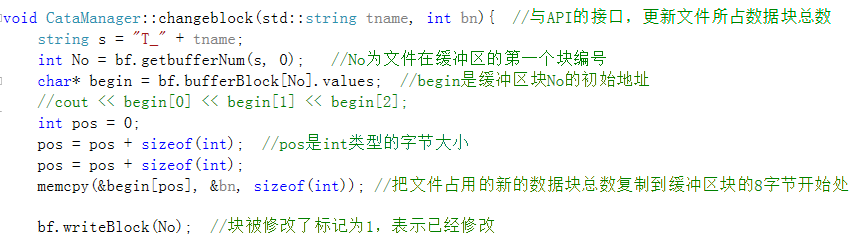 void CataManager::changeblock(std::string tname, int bn){  //与API的接口，更新文件所占数据块总数
    string s = "T_" + tname;
    int No = bf.getbufferNum(s, 0);   //No为文件在缓冲区的第一个块编号
    char* begin = bf.bufferBlock[No].values;  //begin是缓冲区块No的初始地址
    //cout << begin[0] << begin[1] << begin[2];
    int pos = 0;
    pos = pos + sizeof(int);  //pos是int类型的字节大小
    pos = pos + sizeof(int);
    memcpy(&begin[pos], &bn, sizeof(int)); //把文件占用的新的数据块总数复制到缓冲区块的8字节开始处
    bf.writeBlock(No);  //块被修改了标记为1，表示已经修改